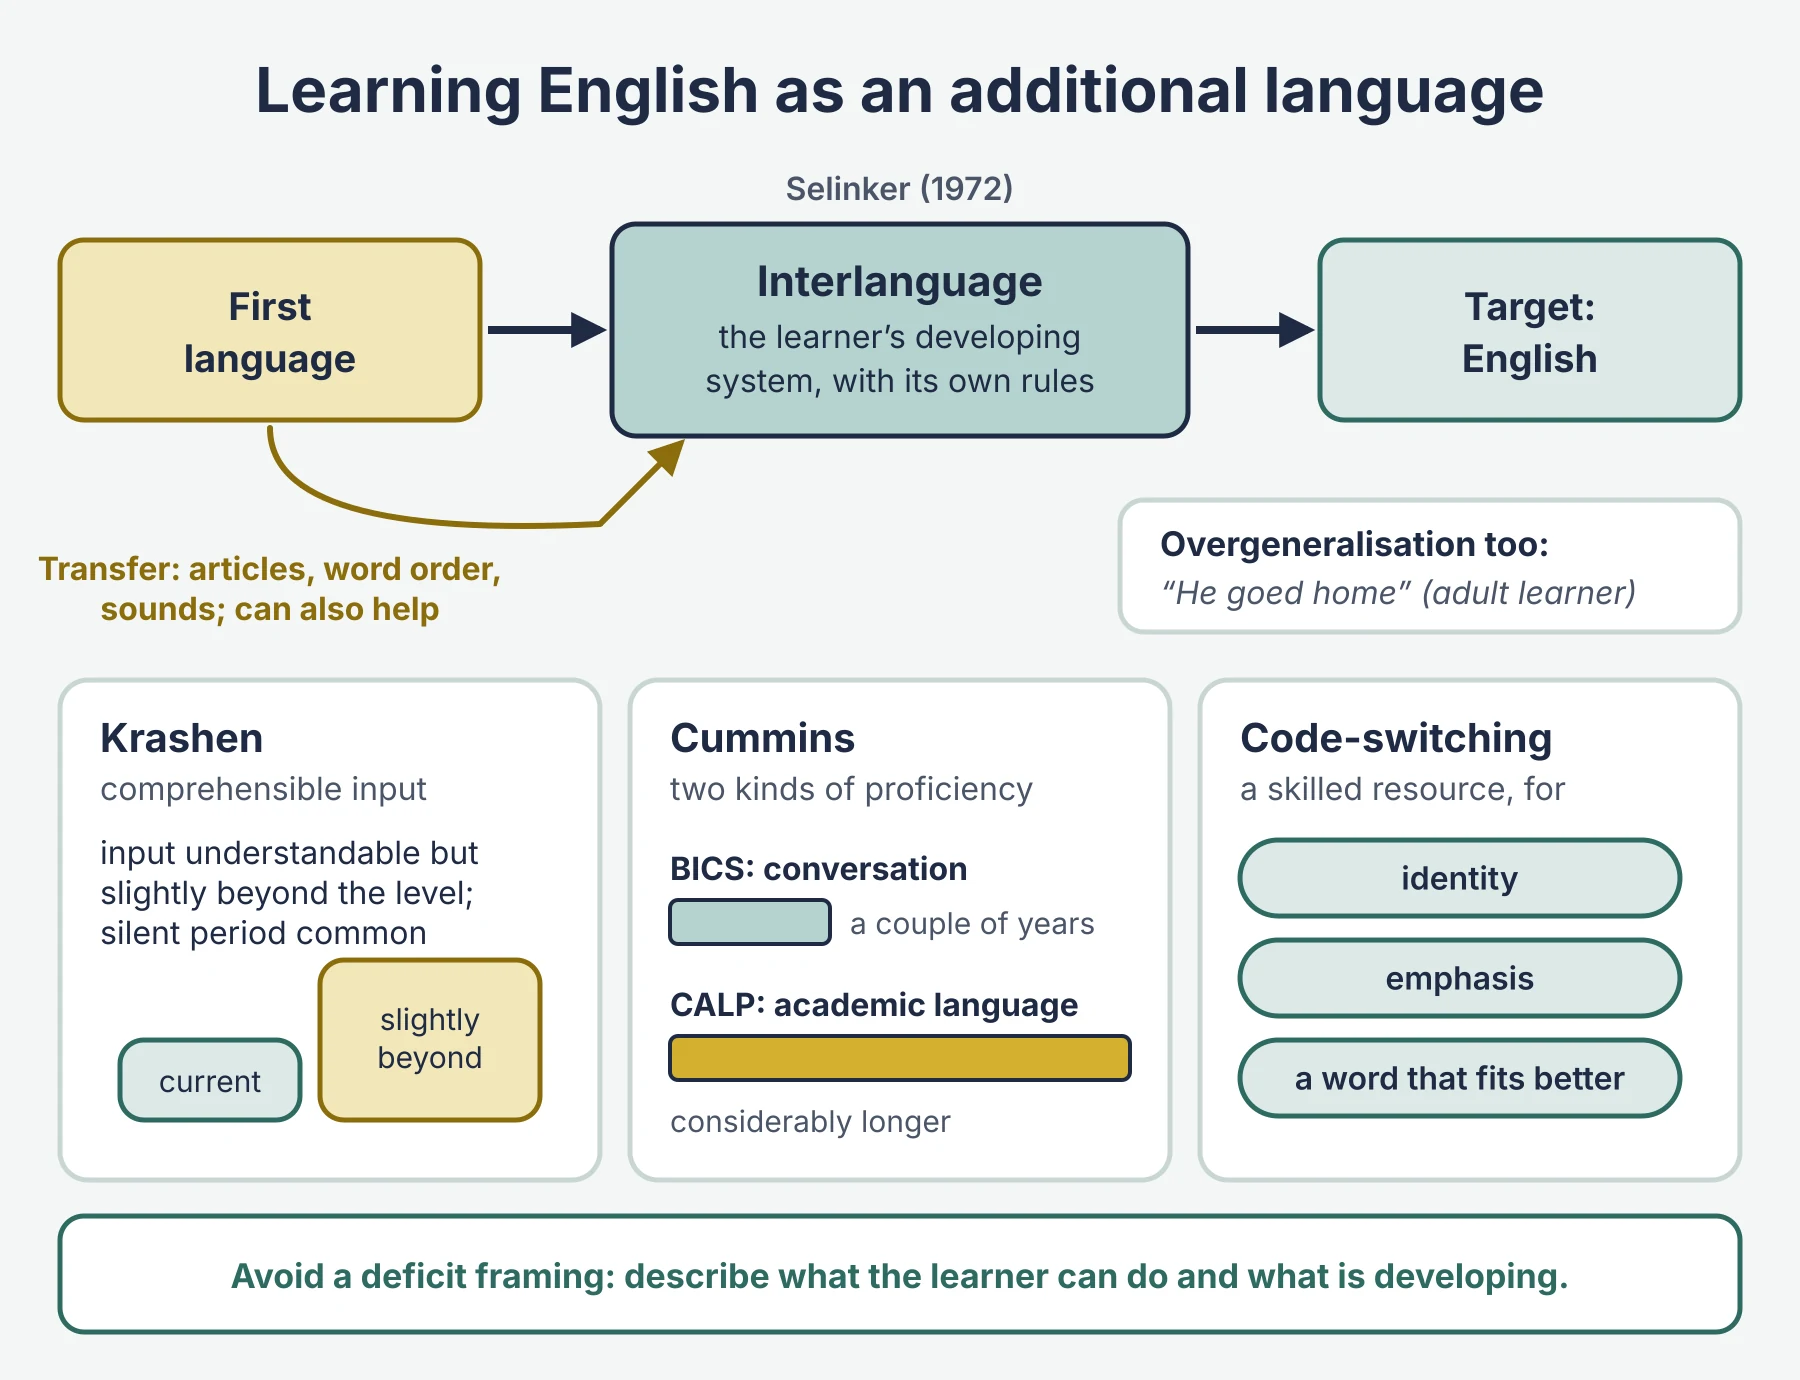 Learning English as an additional language
Selinker (1972)
First
language
Interlanguage
the learner’s developing
system, with its own rules
Target:
English
Transfer: articles, word order,
sounds; can also help
Overgeneralisation too:
“He goed home” (adult learner)
Krashen
comprehensible input
input understandable but
slightly beyond the level;
silent period common
current
slightly
beyond
Cummins
two kinds of proficiency
BICS: conversation
a couple of years
CALP: academic language
considerably longer
Code-switching
a skilled resource, for
identity
emphasis
a word that fits better
Avoid a deficit framing: describe what the learner can do and what is developing.